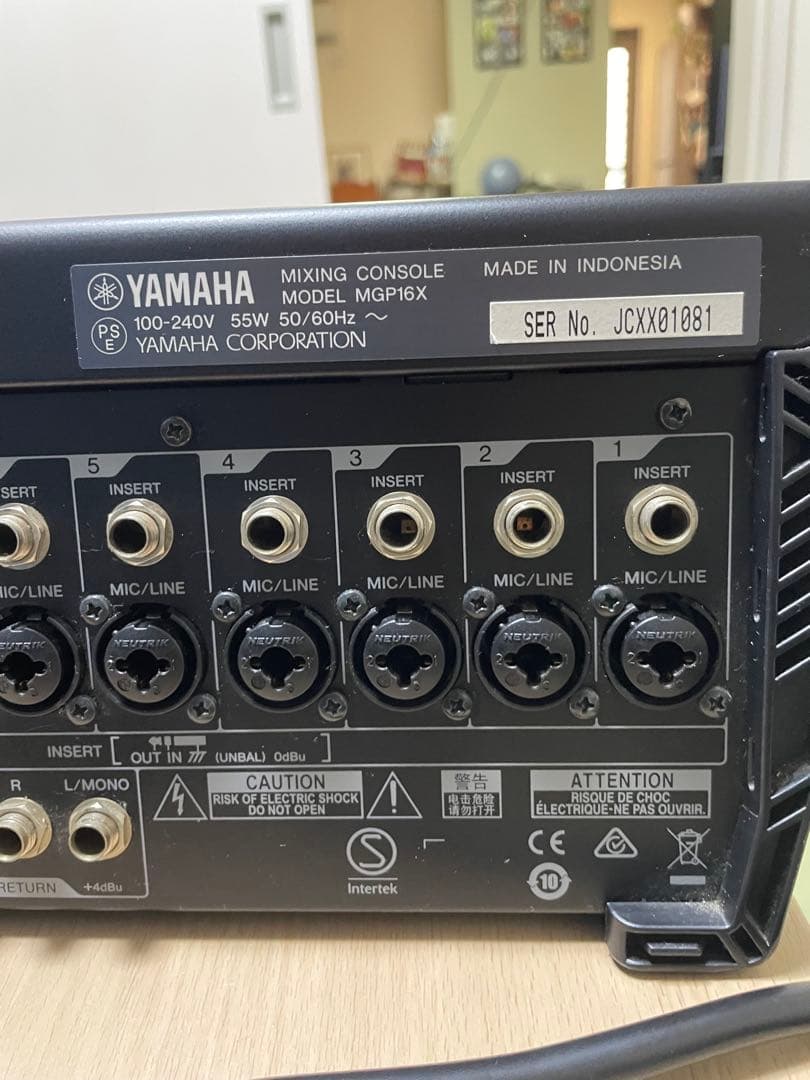 YAMAHA MIXING CONSOLE MADE IN INDONESIA
MODEL MGP16X
PS E 100-240V 55W 50/60Hz ~
SER No. JCXX01081
YAMAHA CORPORATION
5 4 3 2 1
SERT INSERT INSERT INSERT INSERT INSERT
MIC/LINE MIC/LINE MIC/LINE MIC/LINE MIC/LINE MIC/LINE
NEUTRIK NEUTRIK NEUTRIK NEUTRIK NEUTRIK NEUTRIK
INSERT [ OUT IN (UNBAL) 0dBu ]
R L/MONO
RETURN +4dBu
CAUTION
RISK OF ELECTRIC SHOCK
DO NOT OPEN
警告
电击危险
请勿打开
ATTENTION
RISQUE DE CHOC
ÉLECTRIQUE-NE PAS OUVRIR.
S
Intertek
CE
10